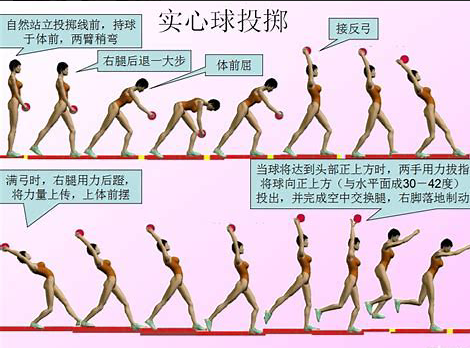 实心球投掷
自然站立投掷线前，持球
于体前，两臂稍弯
右腿后退一大步
体前屈
接反弓
满弓时，右腿用力后蹬，
将力量上传，上体前摆
当球将达到头部正上方时，两手用力拔指
将球向正上方（与水平面成30－42度）
投出，并完成空中交换腿，右脚落地制动